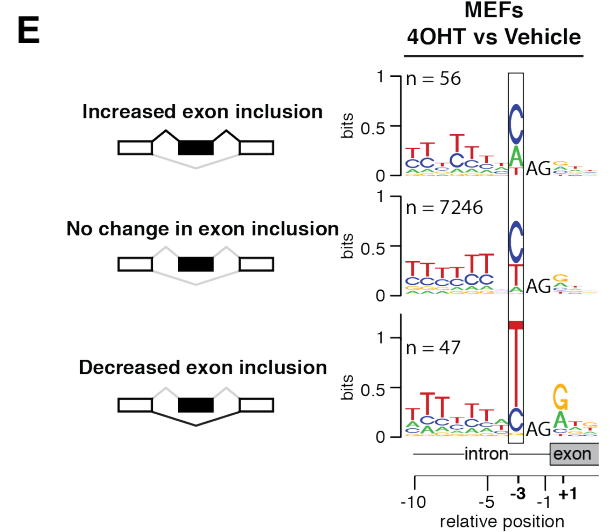 E
MEFs
4OHT vs Vehicle
Increased exon inclusion
bits
1
0.5
0
n = 56
C
A
T
AG
No change in exon inclusion
bits
1
0.5
0
n = 7246
C
T
AG
Decreased exon inclusion
bits
1
0.5
0
n = 47
T
C
AG
G
A
intron
exon
-10
-5
-3
-1
+1
relative position